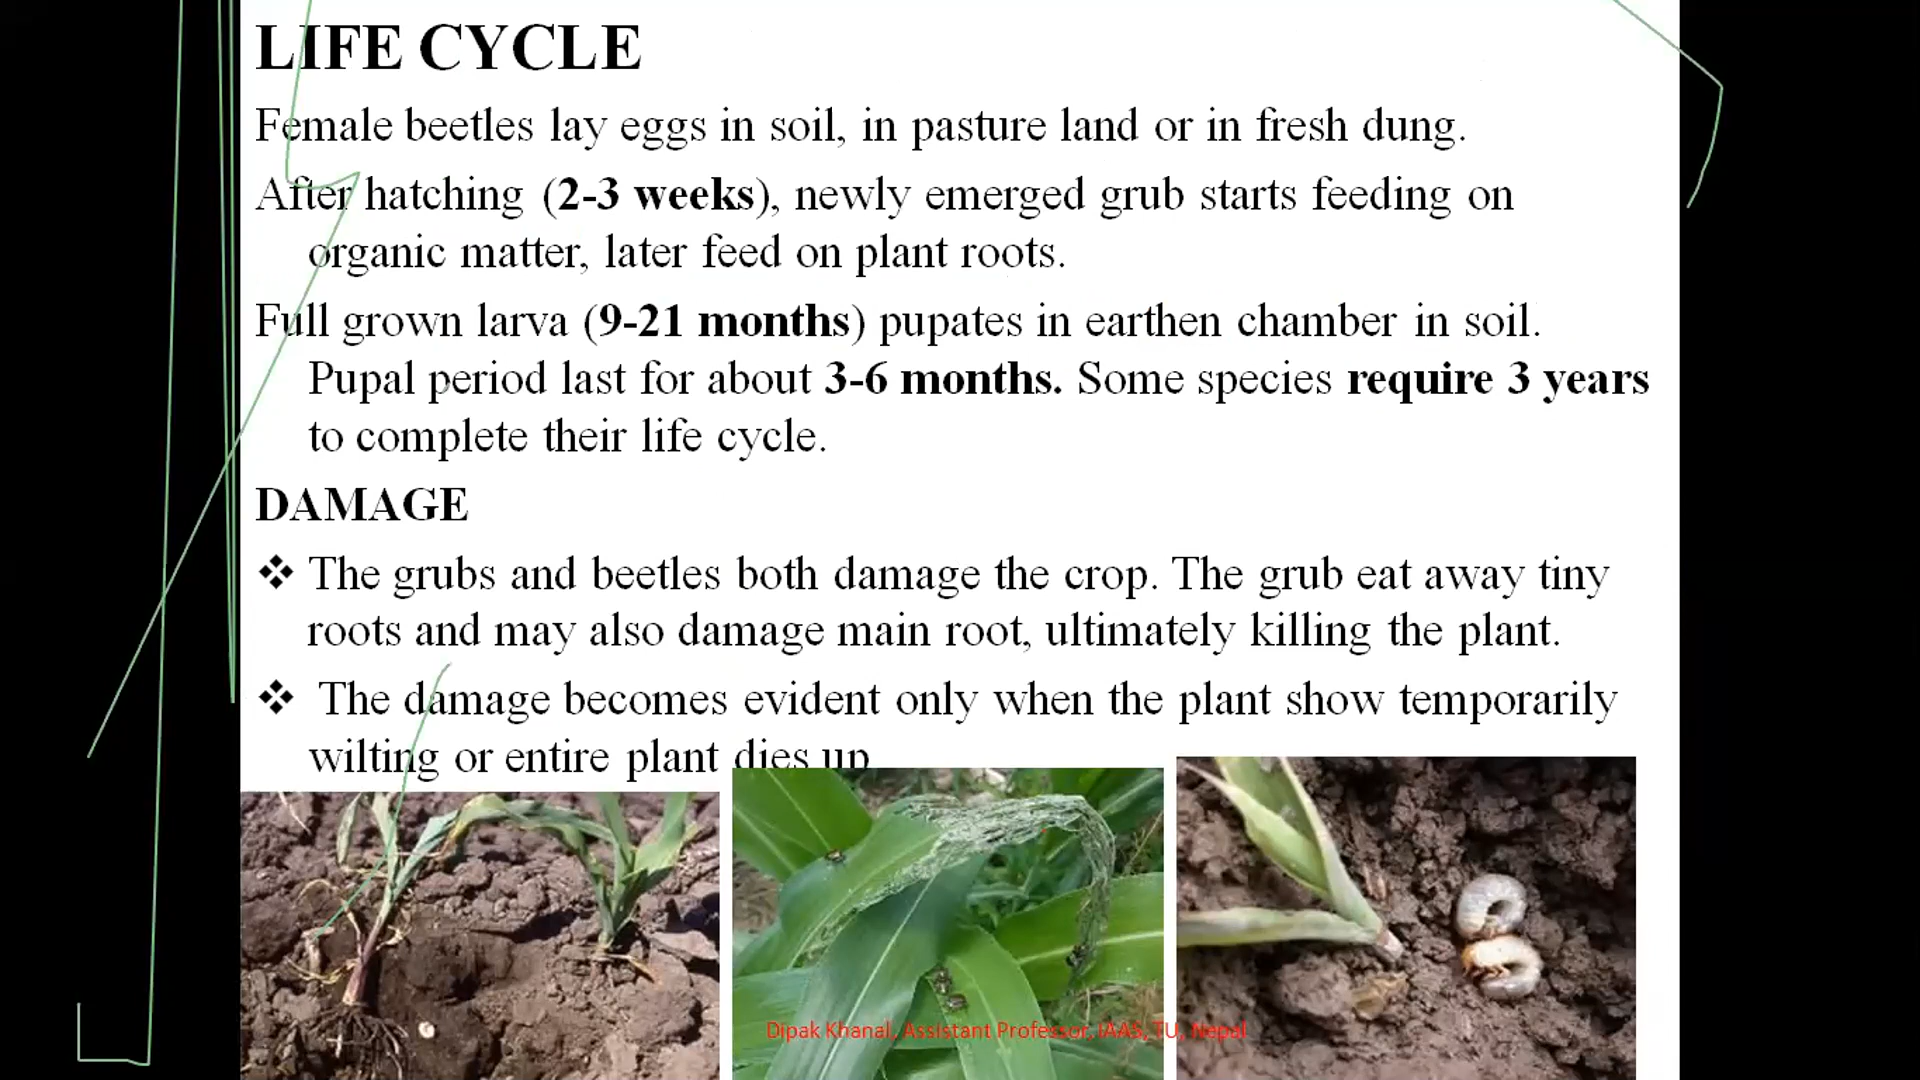 LIFE CYCLE
Female beetles lay eggs in soil, in pasture land or in fresh dung.
After hatching (2-3 weeks), newly emerged grub starts feeding on
organic matter, later feed on plant roots.
Full grown larva (9-21 months) pupates in earthen chamber in soil.
Pupal period last for about 3-6 months. Some species require 3 years
to complete their life cycle.
DAMAGE
❖ The grubs and beetles both damage the crop. The grub eat away tiny
roots and may also damage main root, ultimately killing the plant.
❖ The damage becomes evident only when the plant show temporarily
wilting or entire plant dies up
Dipak Khanal, Assistant Professor, IAAS, TU, Nepal